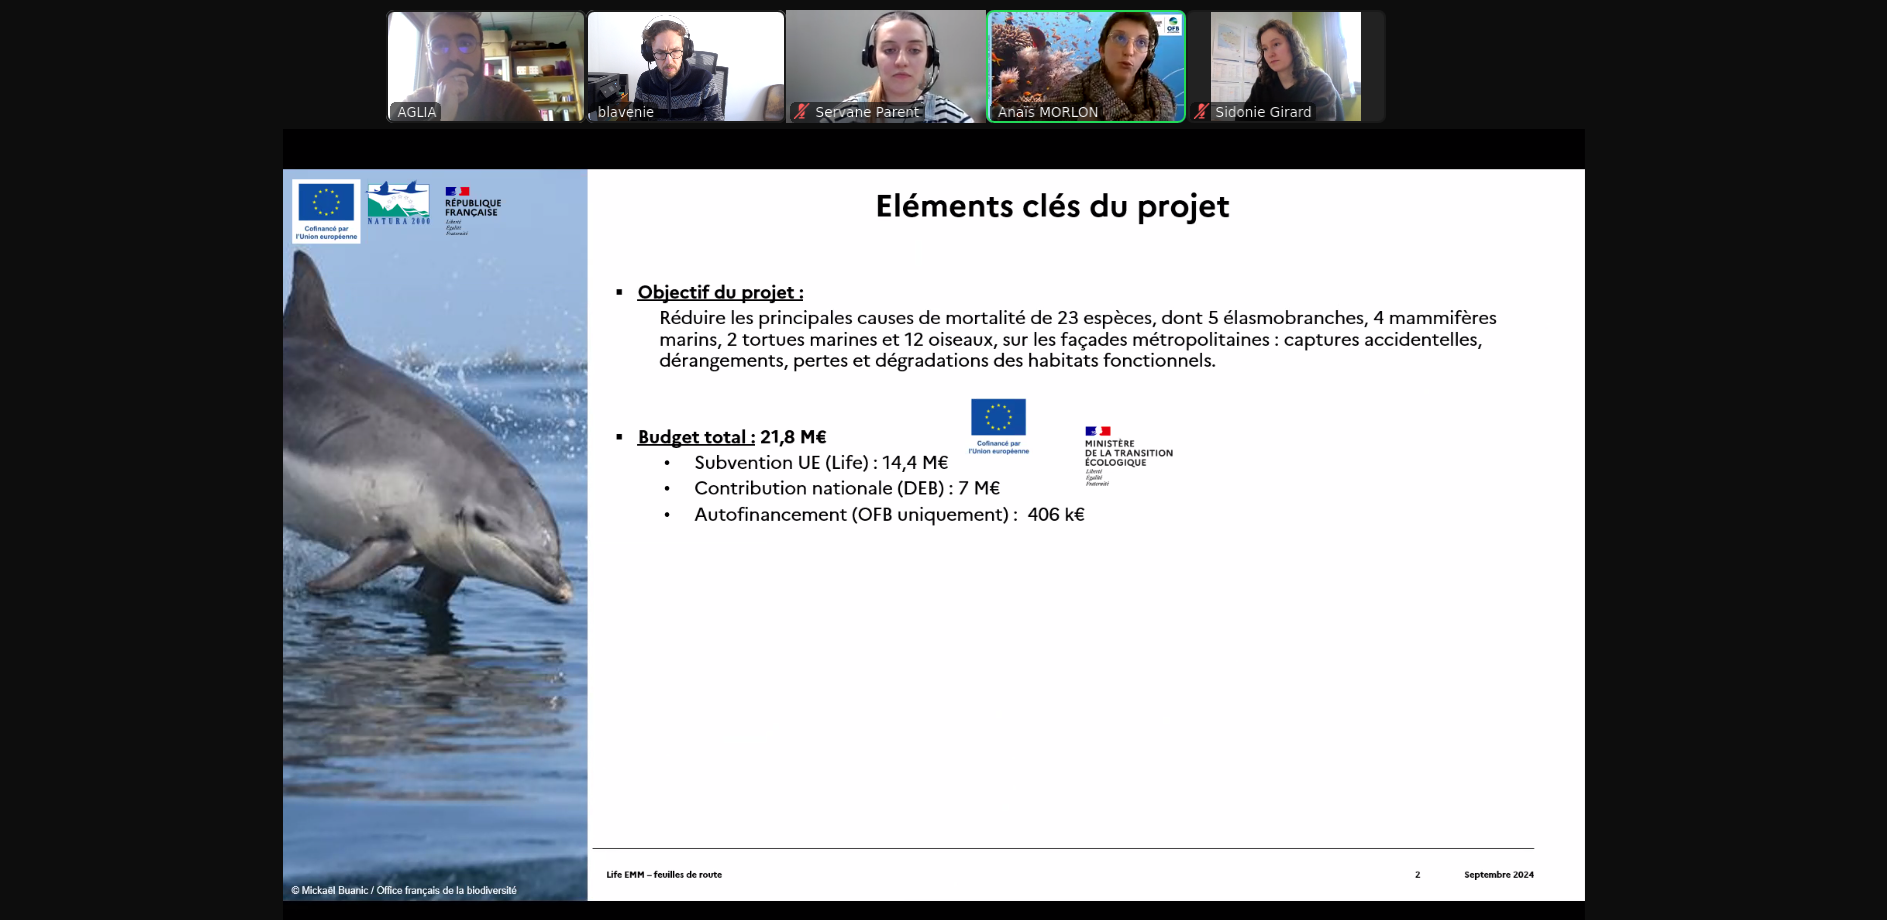 AGLIA
blavenie
Servane Parent
Anaïs MORLON
Sidonie Girard
OFB
Cofinancé par
l'Union européenne
NATURA 2000
RÉPUBLIQUE
FRANÇAISE
Liberté
Égalité
Fraternité
Eléments clés du projet
▪ Objectif du projet :
Réduire les principales causes de mortalité de 23 espèces, dont 5 élasmobranches, 4 mammifères
marins, 2 tortues marines et 12 oiseaux, sur les façades métropolitaines : captures accidentelles,
dérangements, pertes et dégradations des habitats fonctionnels.
▪ Budget total : 21,8 M€
• Subvention UE (Life) : 14,4 M€
• Contribution nationale (DEB) : 7 M€
• Autofinancement (OFB uniquement) : 406 k€
Cofinancé par
l'Union européenne
MINISTÈRE
DE LA TRANSITION
ÉCOLOGIQUE
Liberté
Égalité
Fraternité
© Mickaël Buanic / Office français de la biodiversité
Life EMM – feuilles de route
2
Septembre 2024